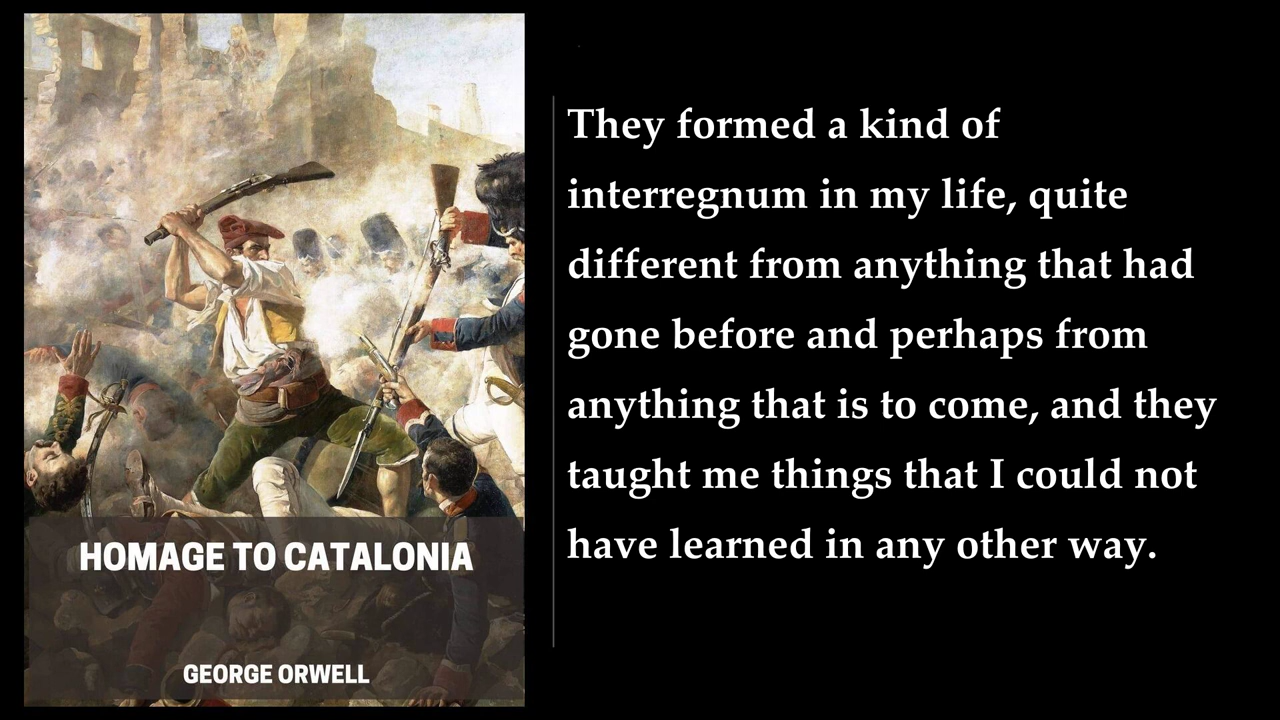 HOMAGE TO CATALONIA
GEORGE ORWELL
They formed a kind of
interregnum in my life, quite
different from anything that had
gone before and perhaps from
anything that is to come, and they
taught me things that I could not
have learned in any other way.